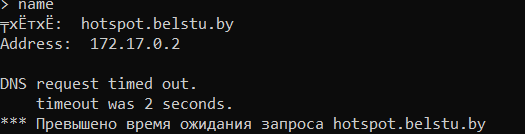 > name
╤хЁтхЁ:  hotspot.belstu.by
Address:  172.17.0.2

DNS request timed out.
    timeout was 2 seconds.
*** Превышено время ожидания запроса hotspot.belstu.by